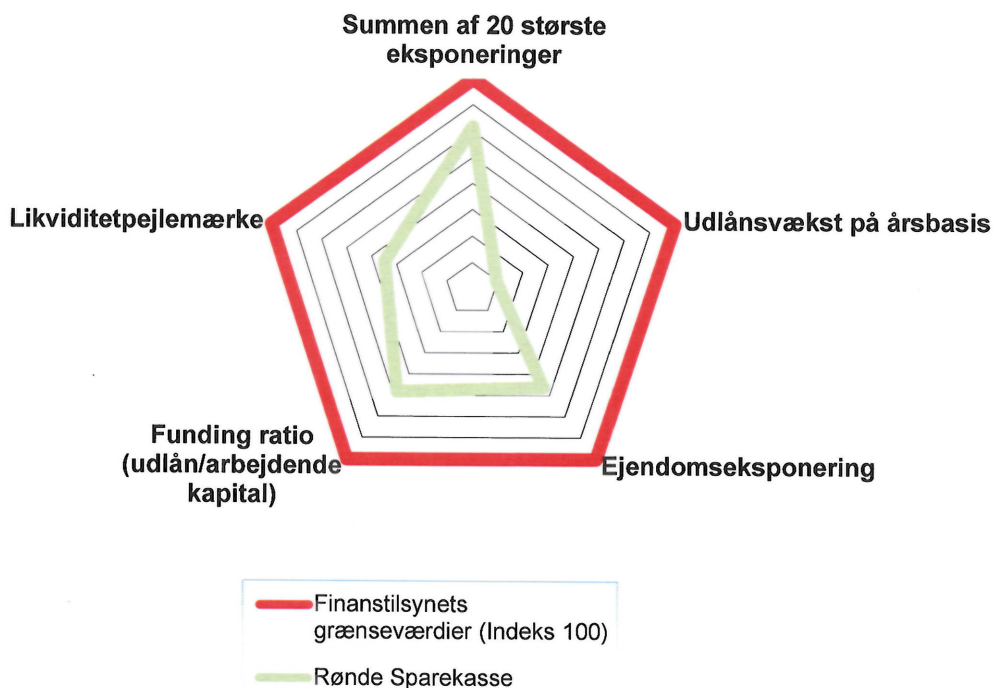 Summen af 20 største
eksponeringer
Likviditetpejlemærke
Udlånsvækst på årsbasis
Funding ratio
(udlån/arbejdende
kapital)
Ejendomseksponering
Finanstilsynets
grænseværdier (Indeks 100)
Rønde Sparekasse